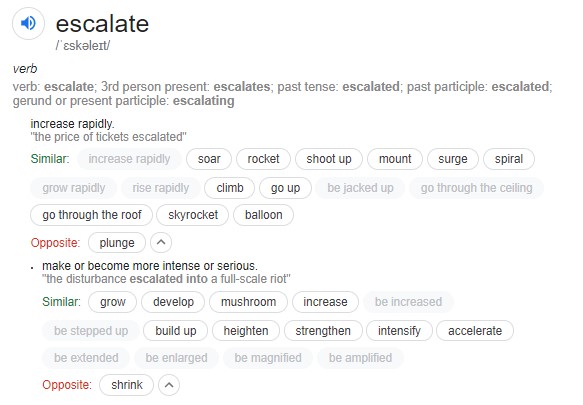 escalate
/ˈɛskəleɪt/
verb
verb: escalate; 3rd person present: escalates; past tense: escalated; past participle: escalated;
gerund or present participle: escalating
increase rapidly.
"the price of tickets escalated"
Similar: increase rapidly soar rocket shoot up mount surge spiral
grow rapidly rise rapidly climb go up be jacked up go through the ceiling
go through the roof skyrocket balloon
Opposite: plunge
• make or become more intense or serious.
"the disturbance escalated into a full-scale riot"
Similar: grow develop mushroom increase be increased
be stepped up build up heighten strengthen intensify accelerate
be extended be enlarged be magnified be amplified
Opposite: shrink